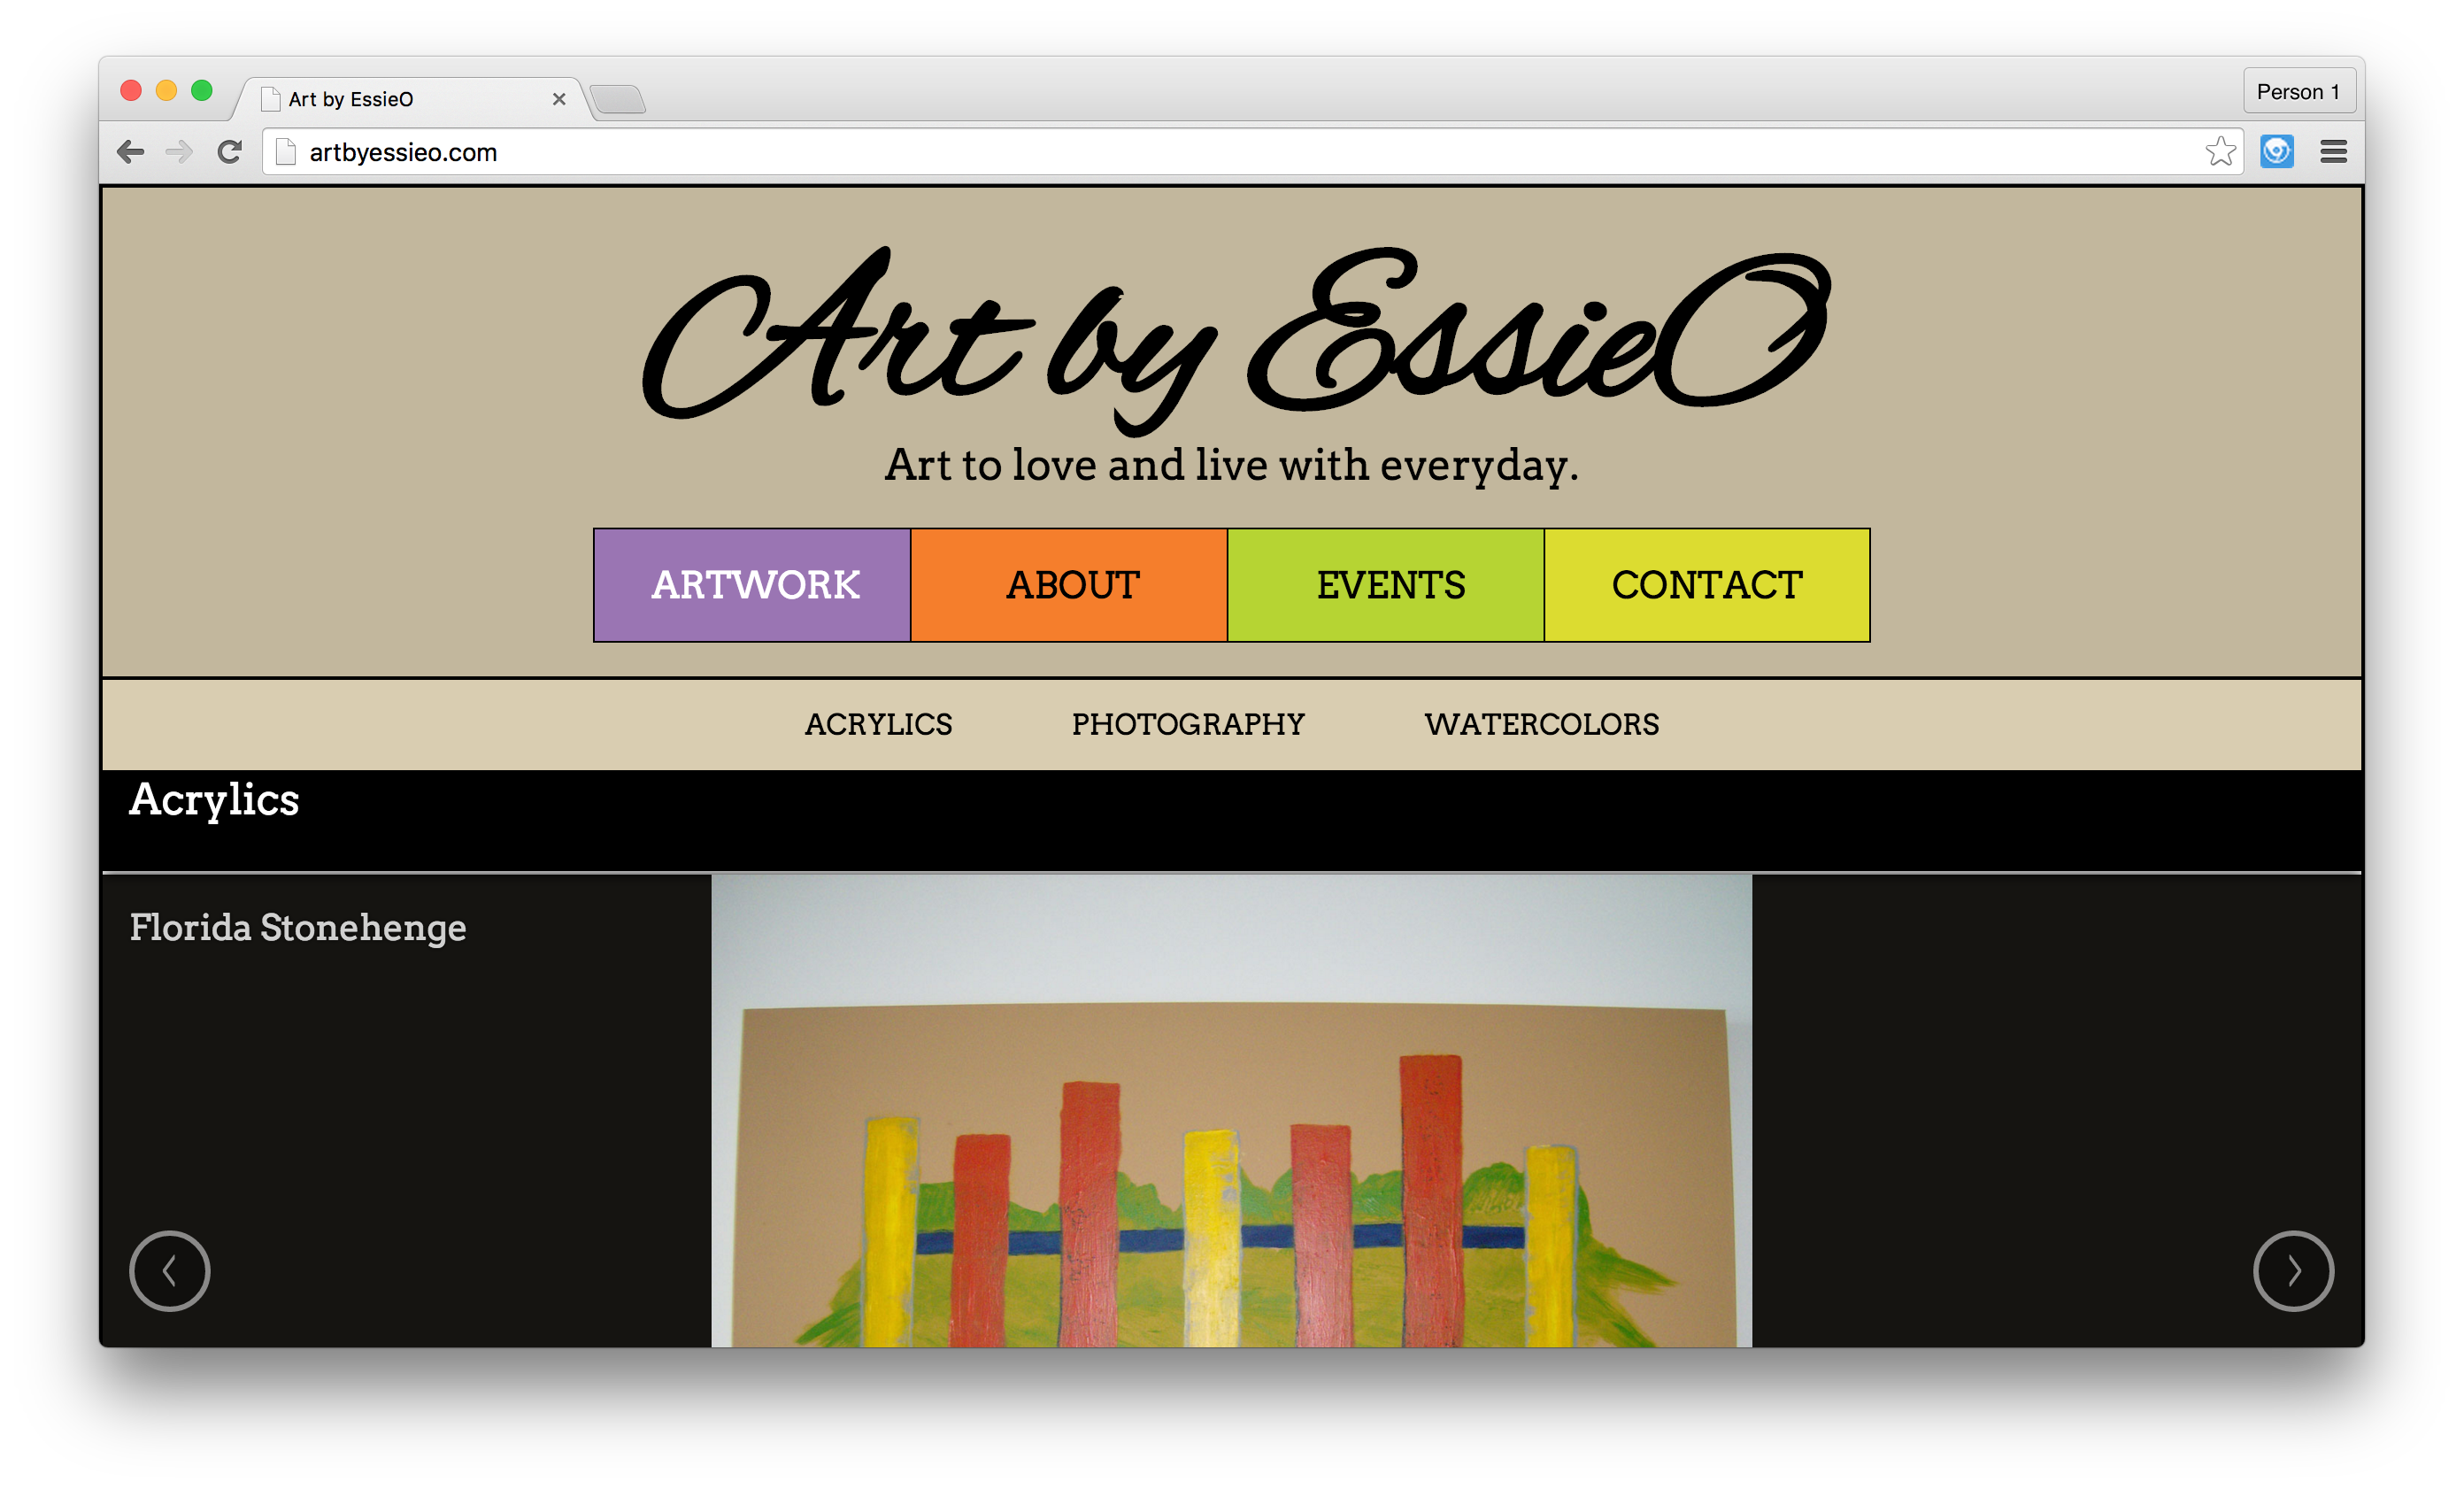 Art by EssieO
Person 1
artbyessieo.com
Art by EssieO
Art to love and live with everyday.
ARTWORK ABOUT EVENTS CONTACT
ACRYLICS PHOTOGRAPHY WATERCOLORS
Acrylics
Florida Stonehenge